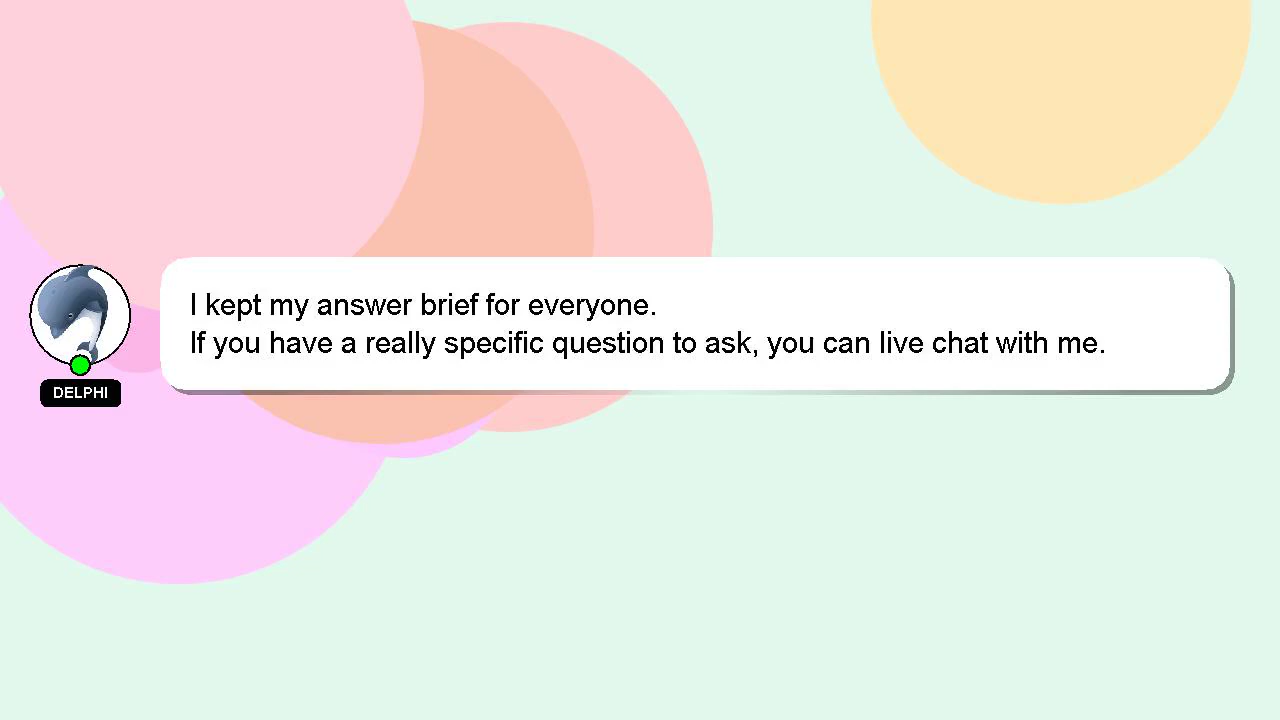 I kept my answer brief for everyone.
If you have a really specific question to ask, you can live chat with me.
DELPHI